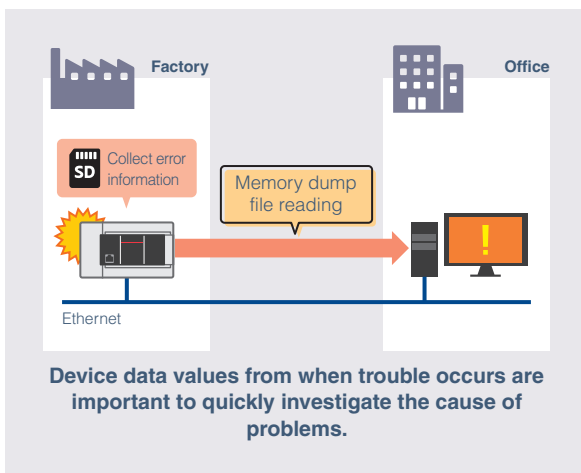 Factory
Office
SD
Collect error
information
Memory dump
file reading
!
Ethernet
Device data values from when trouble occurs are
important to quickly investigate the cause of
problems.